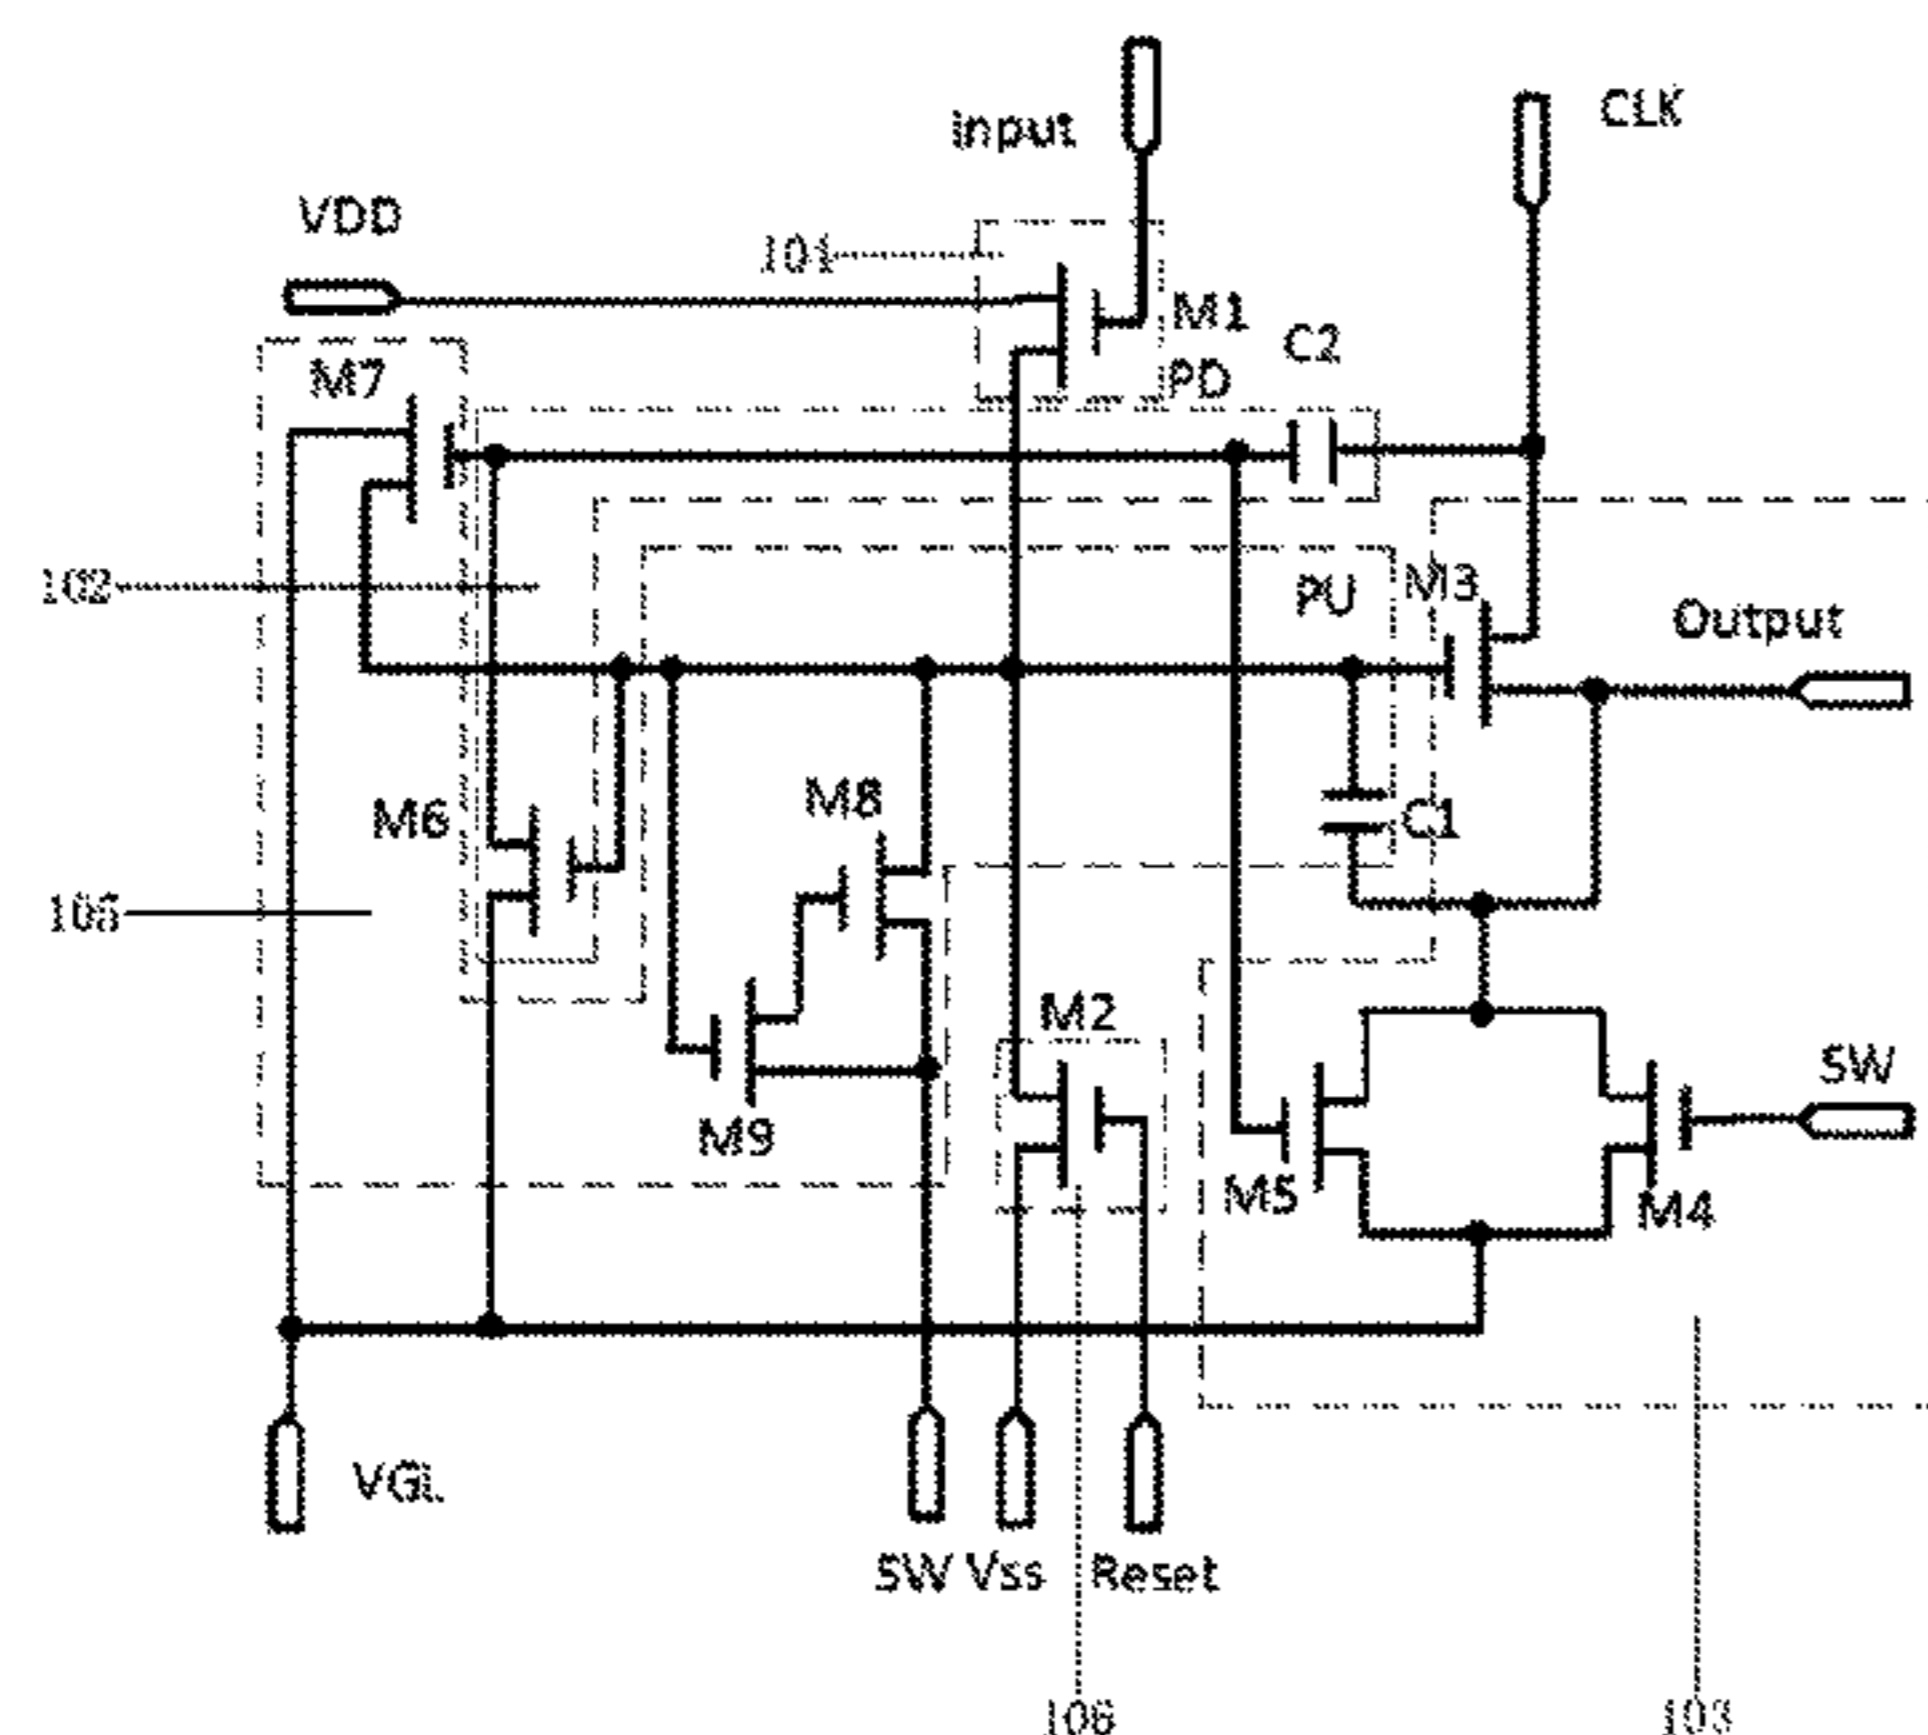 Input
CLK
VDD
101
M1
C2
M7
PD
102
PU
M3
Output
M6
M8
C1
M2
SW
M9
M5
M4
VGL
SW Vss Reset
106
103